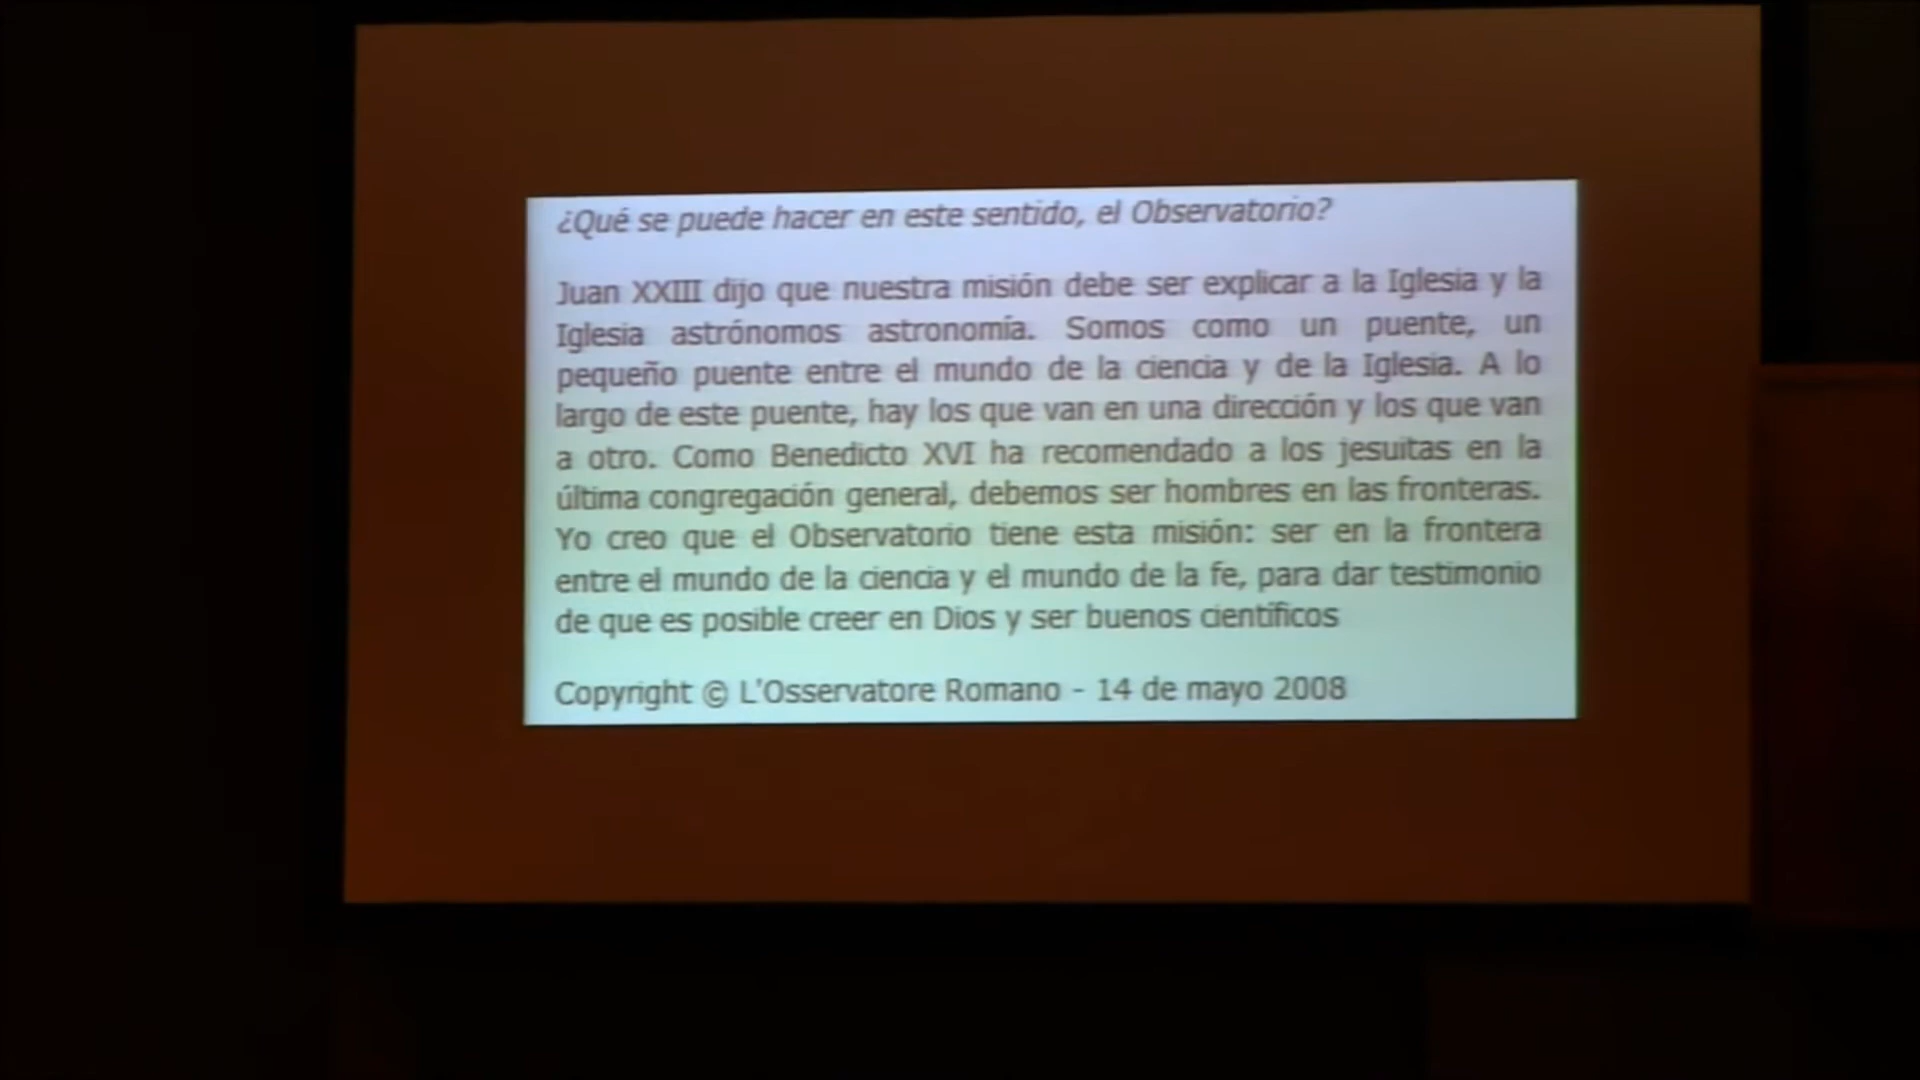 ¿Qué se puede hacer en este sentido, el Observatorio?
Juan XXIII dijo que nuestra misión debe ser explicar a la Iglesia y la
Iglesia astrónomos astronomía. Somos como un puente, un
pequeño puente entre el mundo de la ciencia y de la Iglesia. A lo
largo de este puente, hay los que van en una dirección y los que van
a otro. Como Benedicto XVI ha recomendado a los jesuitas en la
última congregación general, debemos ser hombres en las fronteras.
Yo creo que el Observatorio tiene esta misión: ser en la frontera
entre el mundo de la ciencia y el mundo de la fe, para dar testimonio
de que es posible creer en Dios y ser buenos científicos
Copyright © L'Osservatore Romano - 14 de mayo 2008